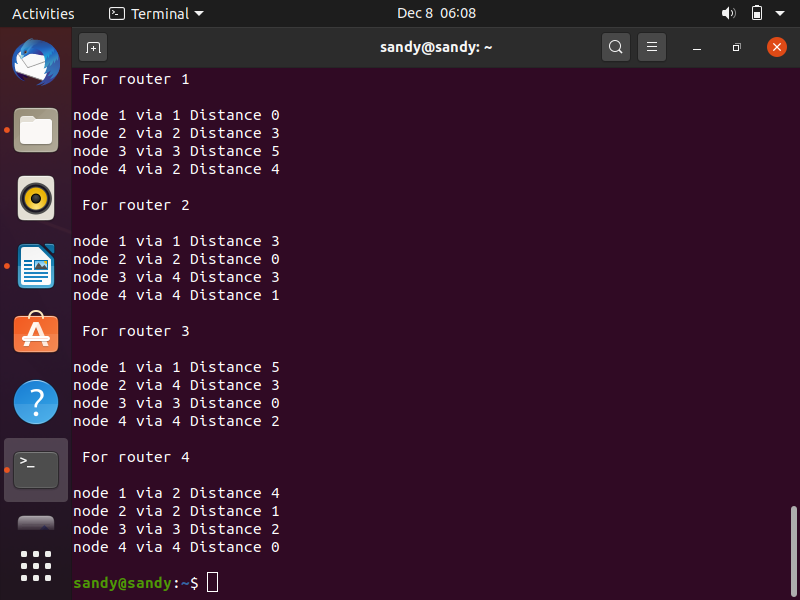 Activities Terminal Dec 8 06:08
sandy@sandy: ~
For router 1
node 1 via 1 Distance 0
node 2 via 2 Distance 3
node 3 via 3 Distance 5
node 4 via 2 Distance 4
For router 2
node 1 via 1 Distance 3
node 2 via 2 Distance 0
node 3 via 4 Distance 3
node 4 via 4 Distance 1
For router 3
node 1 via 1 Distance 5
node 2 via 4 Distance 3
node 3 via 3 Distance 0
node 4 via 4 Distance 2
For router 4
node 1 via 2 Distance 4
node 2 via 2 Distance 1
node 3 via 3 Distance 2
node 4 via 4 Distance 0
sandy@sandy:~$